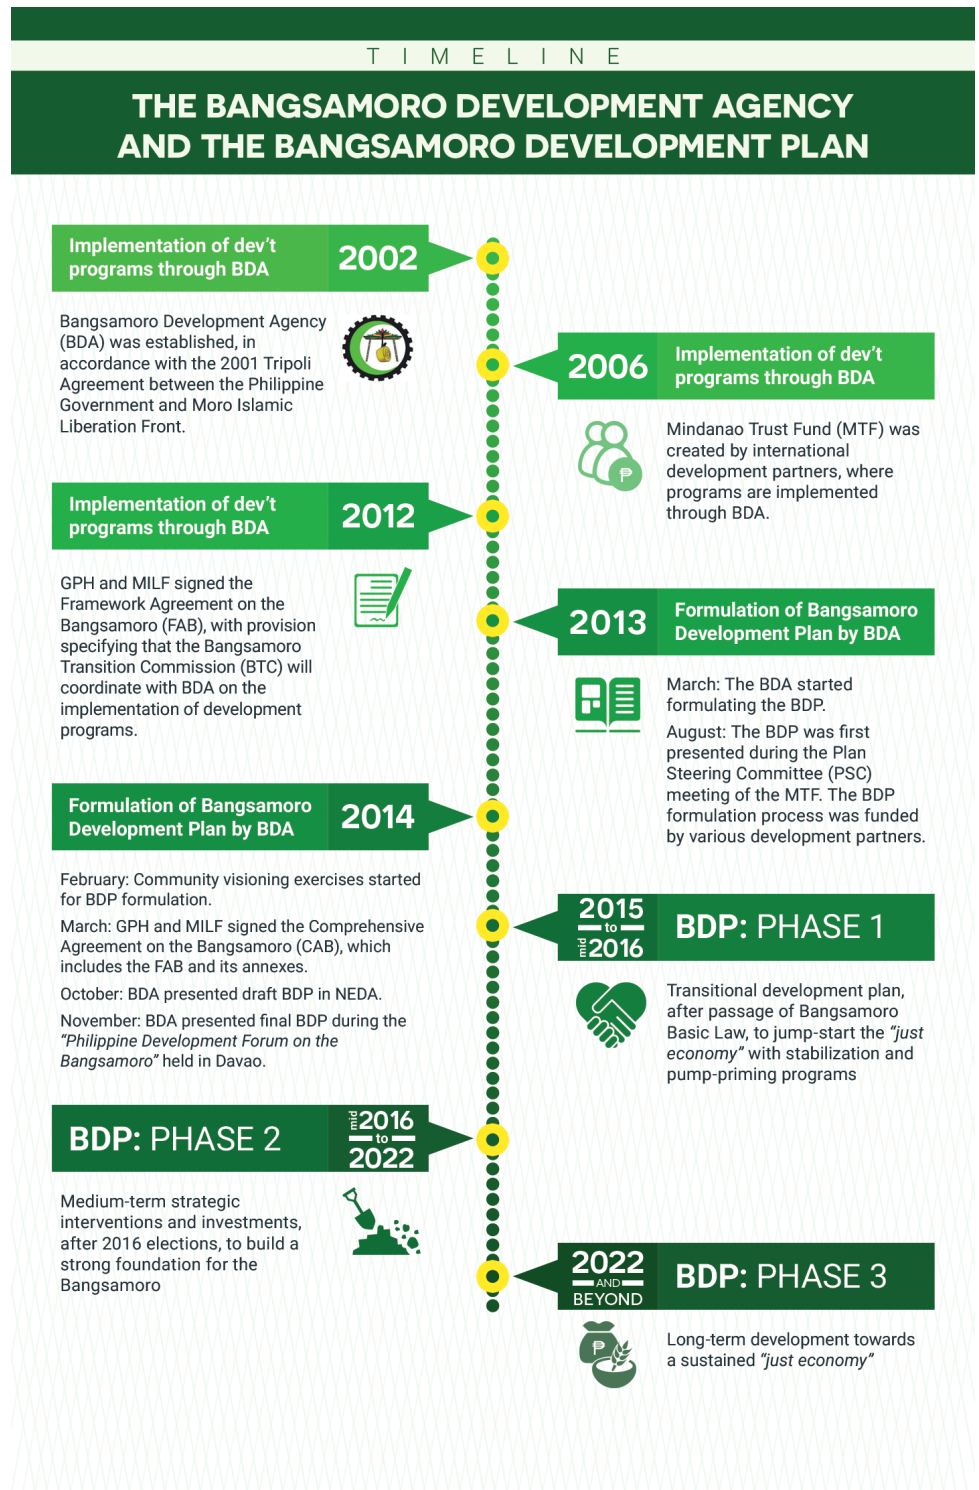 TIMELINE
THE BANGSAMORO DEVELOPMENT AGENCY
AND THE BANGSAMORO DEVELOPMENT PLAN
Implementation of dev't
programs through BDA
2002
Bangsamoro Development Agency
(BDA) was established, in
accordance with the 2001 Tripoli
Agreement between the Philippine
Government and Moro Islamic
Liberation Front.
2006
Implementation of dev't
programs through BDA
Mindanao Trust Fund (MTF) was
created by international
development partners, where
programs are implemented
through BDA.
Implementation of dev't
programs through BDA
2012
GPH and MILF signed the
Framework Agreement on the
Bangsamoro (FAB), with provision
specifying that the Bangsamoro
Transition Commission (BTC) will
coordinate with BDA on the
implementation of development
programs.
2013
Formulation of Bangsamoro
Development Plan by BDA
March: The BDA started
formulating the BDP.
August: The BDP was first
presented during the Plan
Steering Committee (PSC)
meeting of the MTF. The BDP
formulation process was funded
by various development partners.
Formulation of Bangsamoro
Development Plan by BDA
2014
February: Community visioning exercises started
for BDP formulation.
March: GPH and MILF signed the Comprehensive
Agreement on the Bangsamoro (CAB), which
includes the FAB and its annexes.
October: BDA presented draft BDP in NEDA.
November: BDA presented final BDP during the
“Philippine Development Forum on the
Bangsamoro” held in Davao.
2015
to
mid 2016
BDP: PHASE 1
Transitional development plan,
after passage of Bangsamoro
Basic Law, to jump-start the “just
economy” with stabilization and
pump-priming programs
BDP: PHASE 2
mid 2016
to
2022
Medium-term strategic
interventions and investments,
after 2016 elections, to build a
strong foundation for the
Bangsamoro
2022
AND
BEYOND
BDP: PHASE 3
Long-term development towards
a sustained “just economy”